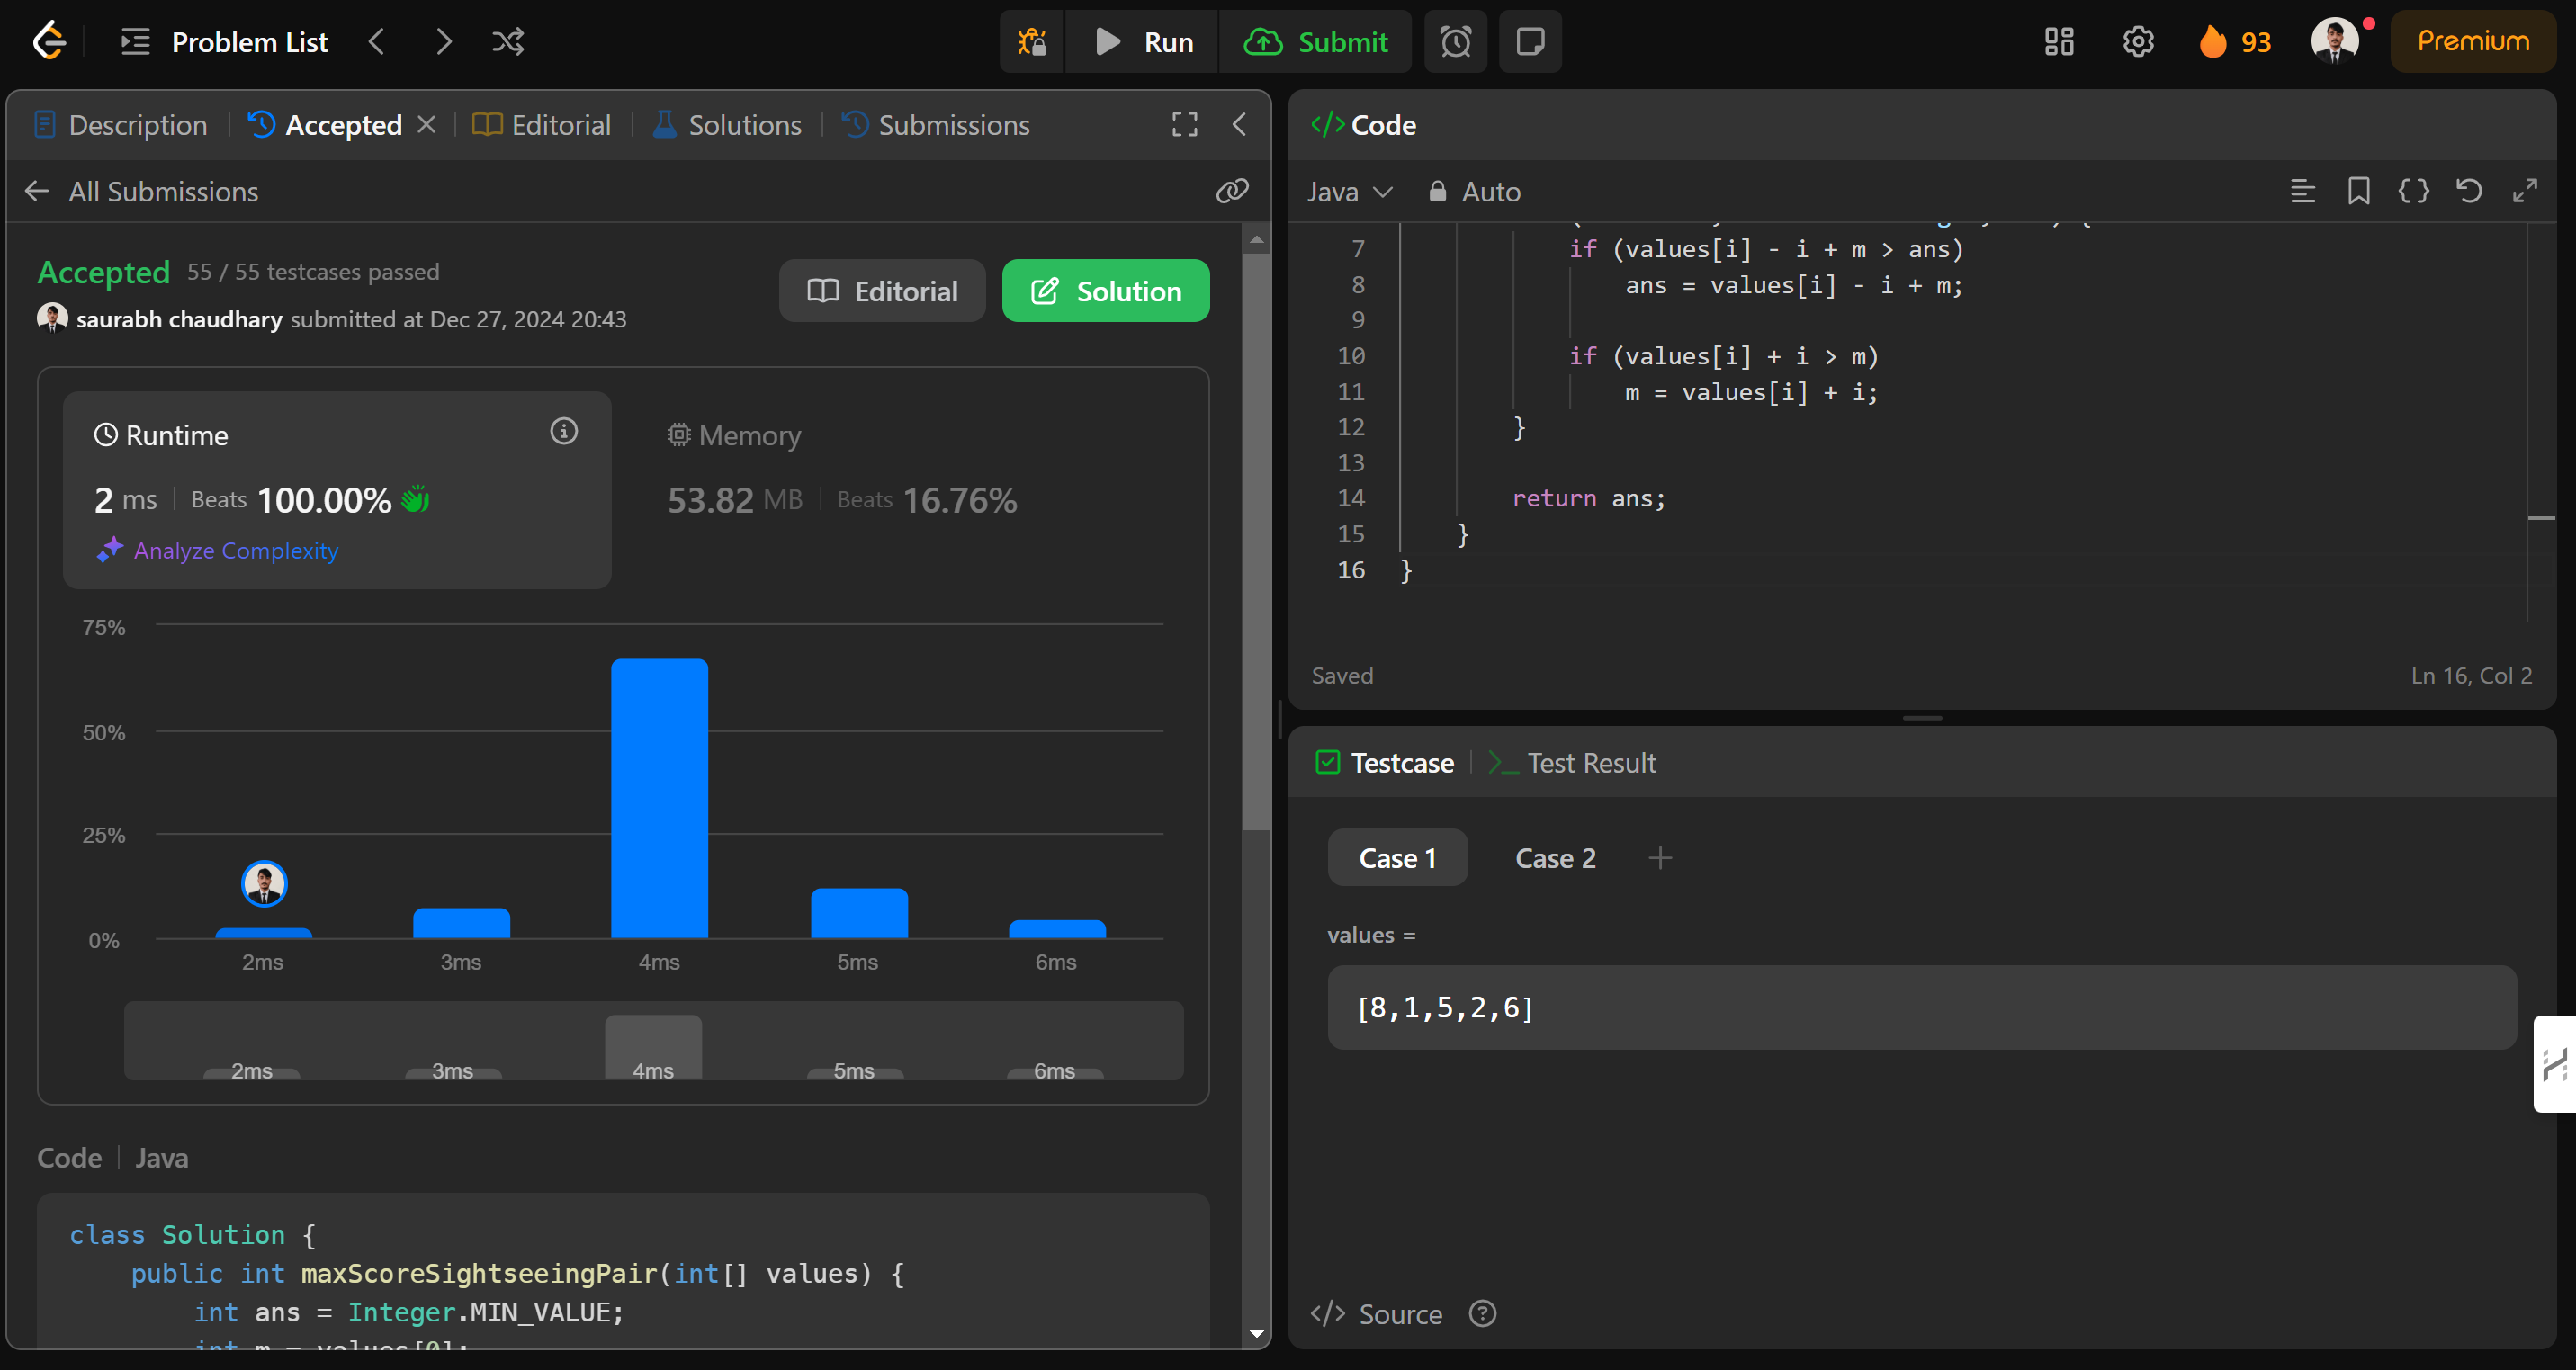 Problem List
Run
Submit
93
Premium
Description
Accepted
Editorial
Solutions
Submissions
All Submissions
Accepted 55 / 55 testcases passed
saurabh chaudhary submitted at Dec 27, 2024 20:43
Editorial
Solution
Runtime
2 ms Beats 100.00%
Analyze Complexity
Memory
53.82 MB Beats 16.76%
75%
50%
25%
0%
2ms 3ms 4ms 5ms 6ms
2ms 3ms 4ms 5ms 6ms
Code Java
class Solution {
public int maxScoreSightseeingPair(int[] values) {
int ans = Integer.MIN_VALUE;
int m = values[0];
</> Code
Java Auto
7 if (values[i] - i + m > ans)
8 ans = values[i] - i + m;
9
10 if (values[i] + i > m)
11 m = values[i] + i;
12 }
13
14 return ans;
15 }
16 }
Saved
Ln 16, Col 2
Testcase
Test Result
Case 1
Case 2
values =
[8,1,5,2,6]
</> Source